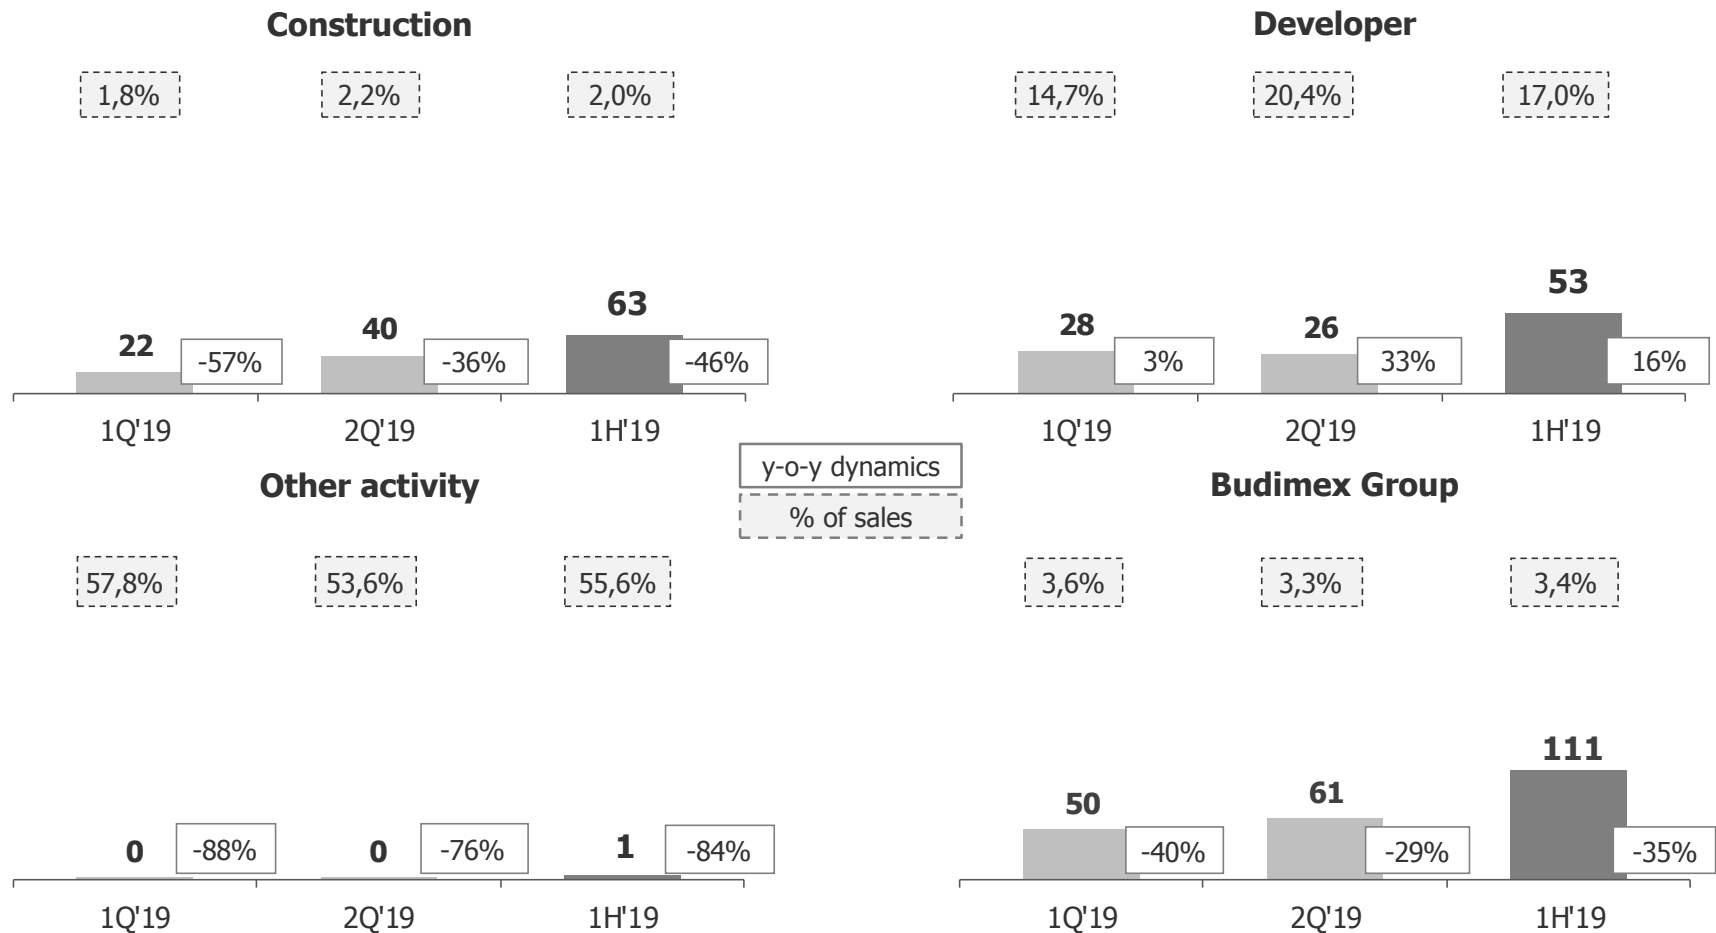 Construction
1,8% 2,2% 2,0%
22 -57% 40 -36% 63 -46%
1Q'19 2Q'19 1H'19
Developer
14,7% 20,4% 17,0%
28 3% 26 33% 53 16%
1Q'19 2Q'19 1H'19
y-o-y dynamics
% of sales
Other activity
57,8% 53,6% 55,6%
0 -88% 0 -76% 1 -84%
1Q'19 2Q'19 1H'19
Budimex Group
3,6% 3,3% 3,4%
50 -40% 61 -29% 111 -35%
1Q'19 2Q'19 1H'19